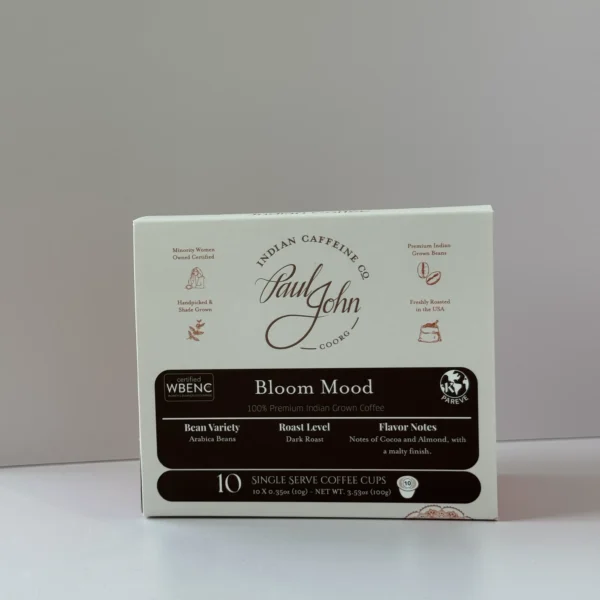 INDIAN CAFFEINE CO
Paul John
COORG
Minority Women
Owned Certified
Handpicked &
Shade Grown
Premium Indian
Grown Beans
Freshly Roasted
in the USA
certified
WBENC
Bloom Mood
100% Premium Indian Grown Coffee
K
PAREVE
Bean Variety
Arabica Beans
Roast Level
Dark Roast
Flavor Notes
Notes of Cocoa and Almond, with
a malty finish.
10 SINGLE SERVE COFFEE CUPS
10 X 0.35oz (10g) - NET WT. 3.53oz (100g)
10